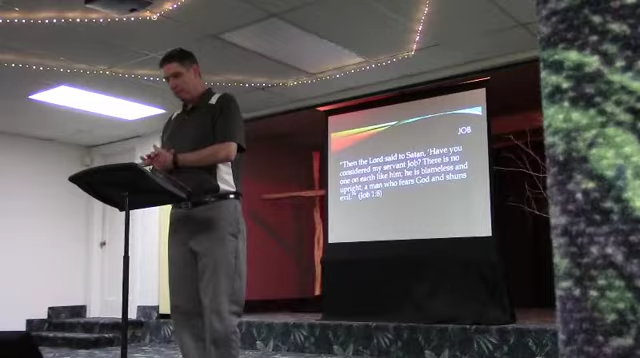 JOB
"Then the Lord said to Satan, 'Have you
considered my servant Job? There is no
one on earth like him; he is blameless and
upright, a man who fears God and shuns
evil.'" (Job 1:8)